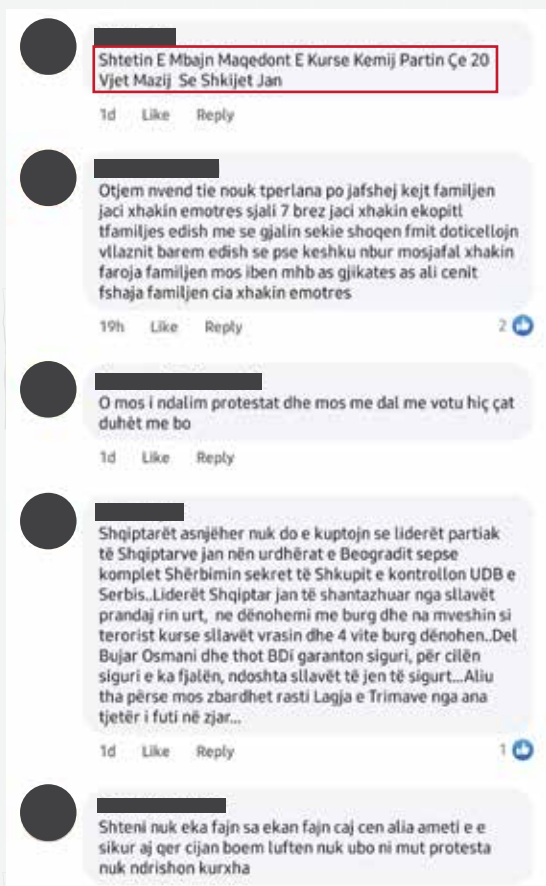 Shtetin E Mbajn Maqedont E Kurse Kemij Partin Çe 20
Vjet Mazij Se Shkijet Jan
1d Like Reply
Otjem nvend tie nouk tperlana po jafshej kejt familjen
jaci xhakin emotres sjali 7 brez jaci xhakin ekopitl
tfamiljes edish me se gjalin sekie shoqen fmit doticellojn
vllaznit barem edish se pse keshku nbur mosjafal xhakin
faroja familjen mos iben mhb as gjikates as ali cenit
fshaja familjen cia xhakin emotres
19h Like Reply 2
O mos i ndalim protestat dhe mos me dal me votu hiç çat
duhët me bo
1d Like Reply
Shqiptarët asnjëher nuk do e kuptojn se liderët partiak
të Shqiptarve jan nën urdhërat e Beogradit sepse
komplet Shërbimin sekret të Shkupit e kontrollon UDB e
Serbis..Liderët Shqiptar jan të shantazhuar nga sllavët
prandaj rin urt, ne dënohemi me burg dhe na mveshin si
terorist kurse sllavët vrasin dhe 4 vite burg dënohen..Del
Bujar Osmani dhe thot BDi garanton siguri, për cilën
siguri e ka fjalën, ndoshta sllavët të jen të sigurt...Aliu
tha përse mos zbardhet rasti Lagja e Trimave nga ana
tjetër i futi në zjar...
1d Like Reply 1
Shteni nuk eka fajn sa ekan fajn caj cen alia ameti e e
sikur aj qer cijan boem luften nuk ubo ni mut protesta
nuk ndrishon kurxha